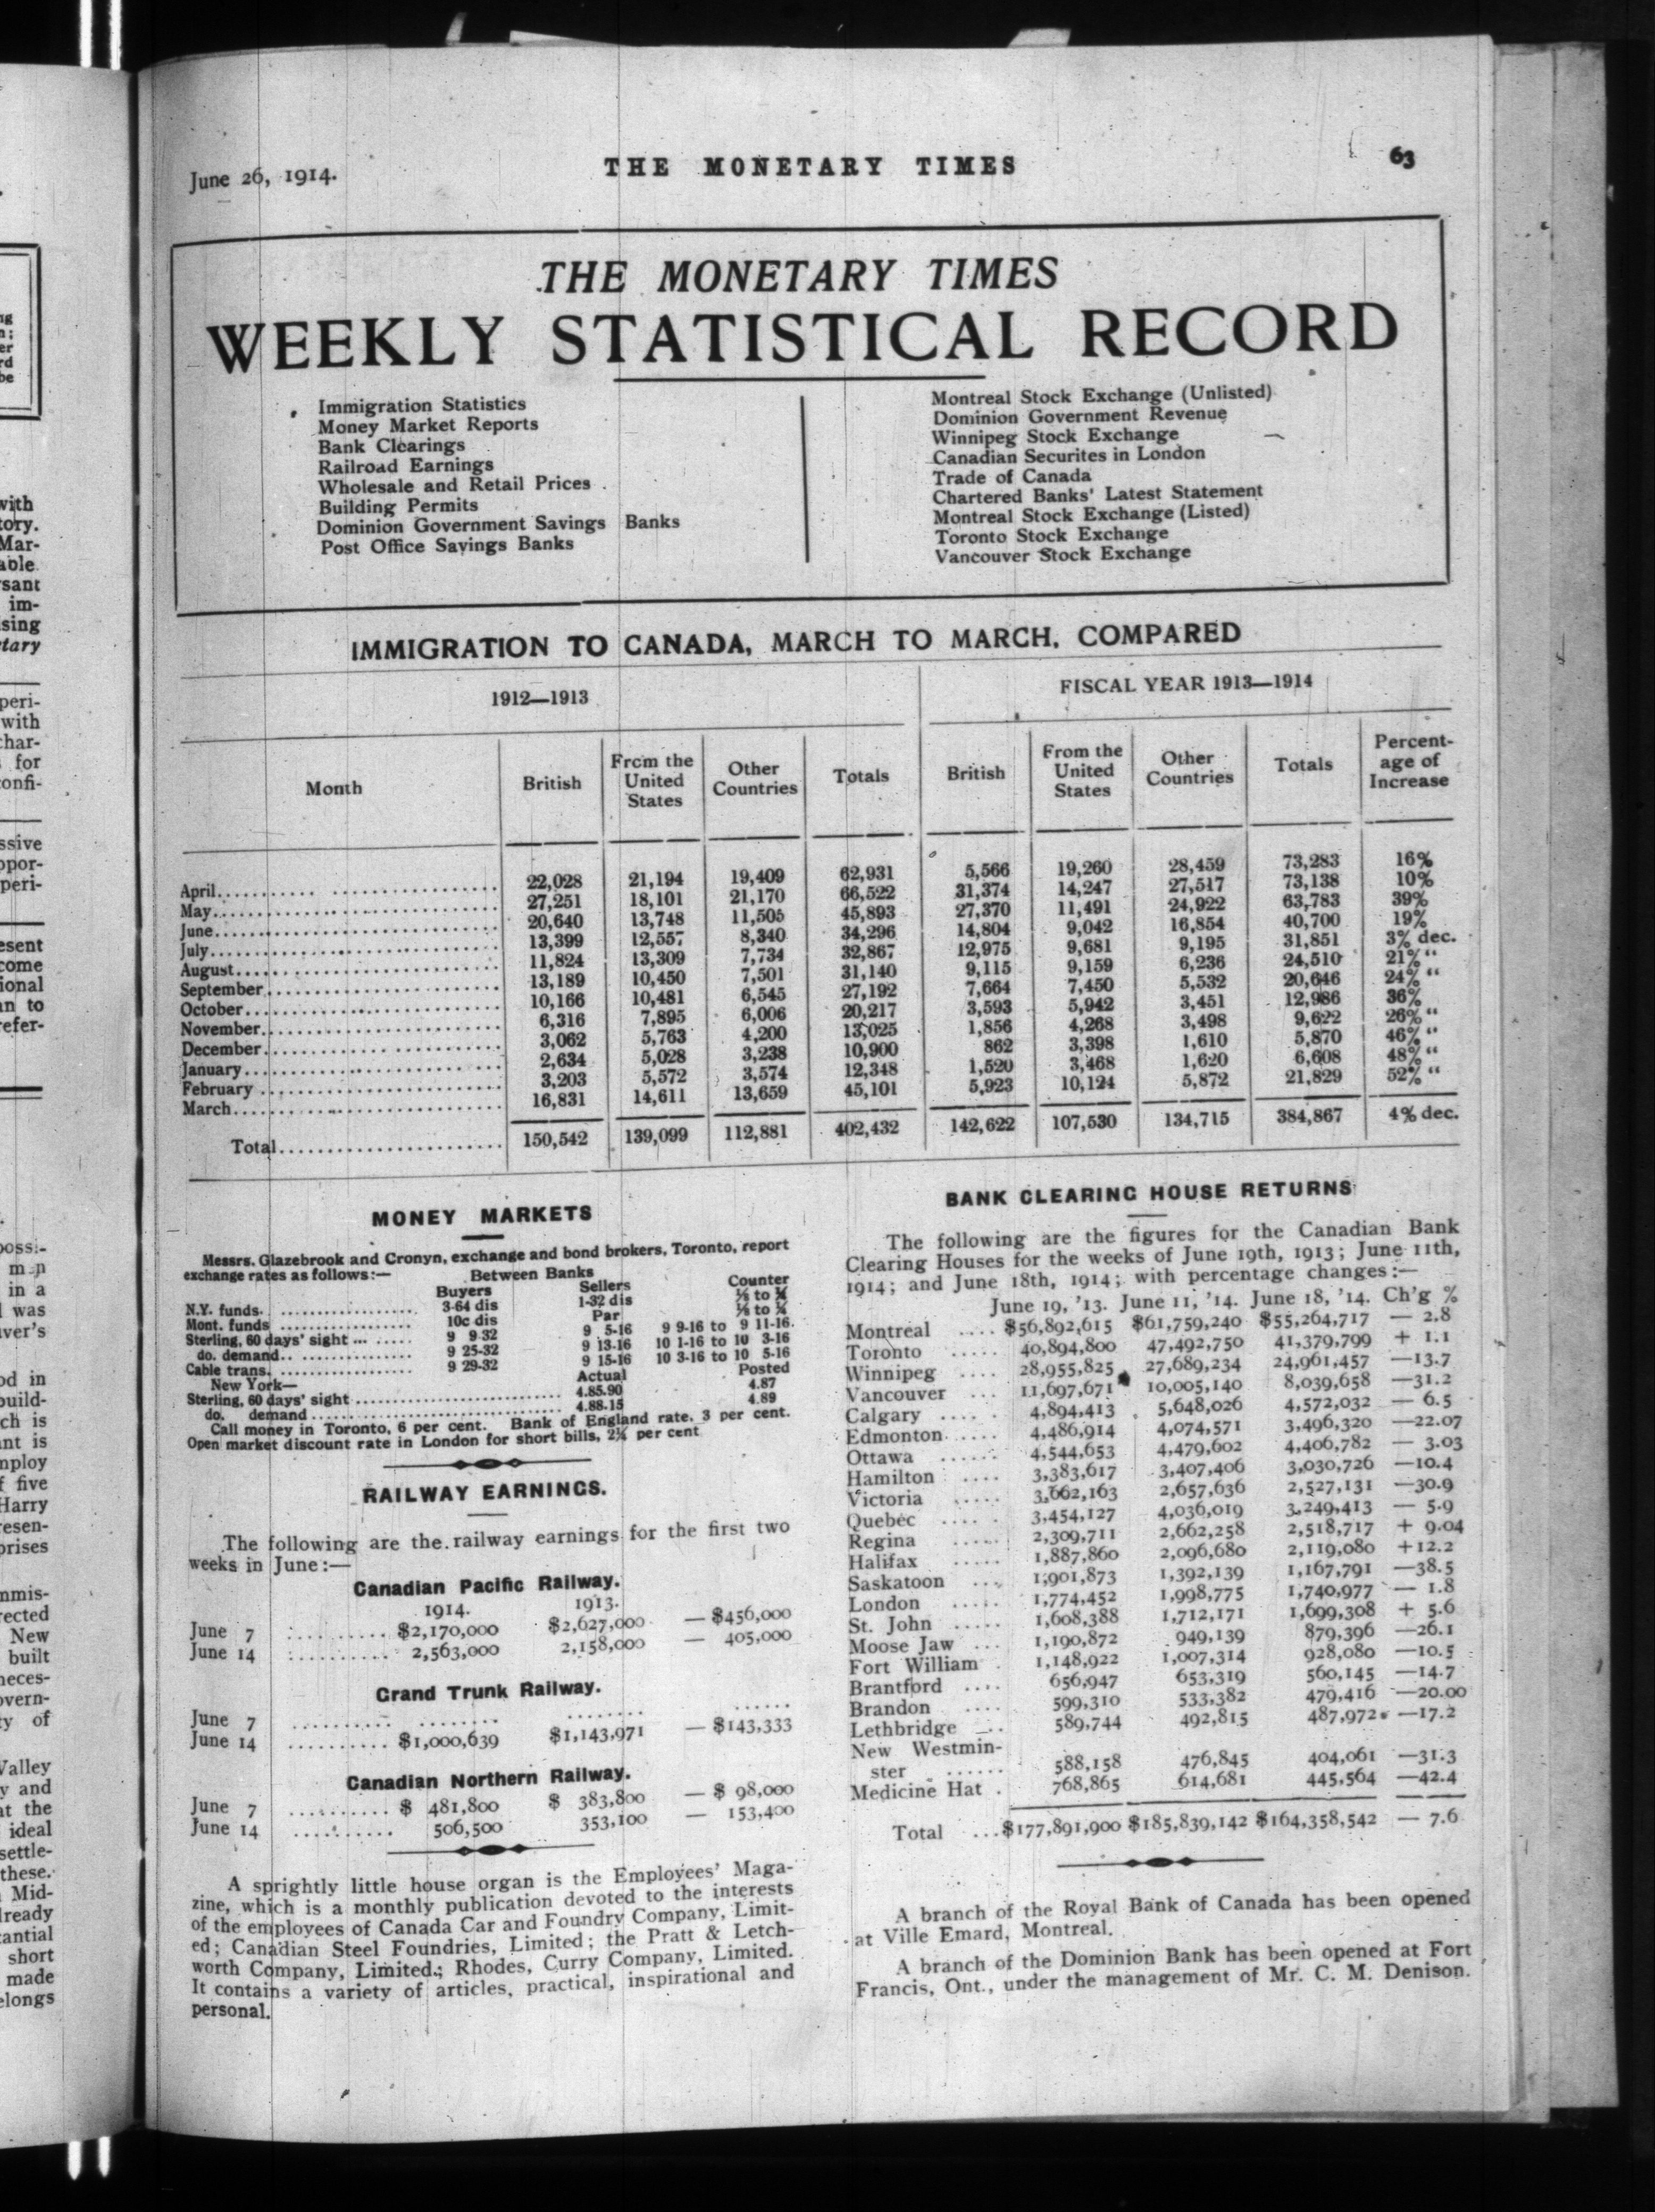 June 26, 1914.
THE MONETARY TIMES
63
THE MONETARY TIMES
WEEKLY STATISTICAL RECORD
Immigration Statistics
Money Market Reports
Bank Clearings
Railroad Earnings
Wholesale and Retail Prices
Building Permits
Dominion Government Savings Banks
Post Office Savings Banks
Montreal Stock Exchange (Unlisted)
Dominion Government Revenue
Winnipeg Stock Exchange
Canadian Securites in London
Trade of Canada
Chartered Banks' Latest Statement
Montreal Stock Exchange (Listed)
Toronto Stock Exchange
Vancouver Stock Exchange
IMMIGRATION TO CANADA, MARCH TO MARCH, COMPARED
1912—1913 FISCAL YEAR 1913—1914
Month British From the United States Other Countries Totals British From the United States Other Countries Totals Percent-age of Increase
April 22,028 21,194 19,409 62,931 5,566 19,260 28,459 73,283 16%
May 27,251 18,101 21,170 66,522 31,374 14,247 27,517 73,138 10%
June 20,640 13,748 11,505 45,893 27,370 11,491 24,922 63,783 39%
July 13,399 12,557 8,340 34,296 14,804 9,042 16,854 40,700 19%
August 11,824 13,309 7,734 32,867 12,975 9,681 9,195 31,851 3% dec.
September 13,189 10,450 7,501 31,140 9,115 9,159 6,236 24,510 21% "
October 10,166 10,481 6,545 27,192 7,664 7,450 5,532 20,646 24% "
November 6,316 7,895 6,006 20,217 3,593 5,942 3,451 12,986 36%
December 3,062 5,763 4,200 13,025 1,856 4,268 3,498 9,622 26% "
January 2,634 5,028 3,238 10,900 862 3,398 1,610 5,870 46% "
February 3,203 5,572 3,574 12,348 1,520 3,468 1,620 6,608 48% "
March 16,831 14,611 13,659 45,101 5,923 10,124 5,872 21,829 52% "
Total 150,542 139,099 112,881 402,432 142,622 107,530 134,715 384,867 4% dec.
MONEY MARKETS
Messrs. Glazebrook and Cronyn, exchange and bond brokers, Toronto, report
exchange rates as follows:—
Between Banks
Buyers Sellers Counter
N.Y. funds 3-64 dis 1-32 dis
Mont. funds 10c dis Par
Sterling, 60 days' sight 9 9-32 9 5-16 9 9-16 to 9 11-16
do. demand 9 25-32 9 13-16 10 1-16 to 10 3-16
Cable trans. 9 29-32 9 15-16 10 3-16 to 10 5-16
New York— Actual Posted
Sterling, 60 days' sight 4.85.90 4.87
do. demand 4.88.15 4.89
Call money in Toronto, 6 per cent. Bank of England rate. 3 per cent.
Open market discount rate in London for short bills, per cent
RAILWAY EARNINGS.
The following are the railway earnings for the first two
weeks in June:—
Canadian Pacific Railway.
1914. 1913.
June 7 .......... $2,170,000 $2,627,000 — $456,000
June 14 .......... 2,563,000 2,158,000 — 405,000
Grand Trunk Railway.
June 7 .......... ........ ........ ......
June 14 .......... $1,000,639 $1,143,971 — $143,333
Canadian Northern Railway.
June 7 .......... $ 481,800 $ 383,800 — $ 98,000
June 14 .......... 506,500 353,100 — 153,400
A sprightly little house organ is the Employees' Maga-
zine, which is a monthly publication devoted to the interests
of the employees of Canada Car and Foundry Company, Limit-
ed; Canadian Steel Foundries, Limited; the Pratt & Letch-
worth Company, Limited.; Rhodes, Curry Company, Limited.
It contains a variety of articles, practical, inspirational and
personal.
BANK CLEARING HOUSE RETURNS
The following are the figures for the Canadian Bank
Clearing Houses for the weeks of June 19th, 1913; June 11th,
1914; and June 18th, 1914; with percentage changes:—
June 19, '13. June 11, '14. June 18, '14. Ch'g %
Montreal .... $56,892,615 $61,759,240 $55,264,717 — 2.8
Toronto ..... 40,894,800 47,492,750 41,379,799 + 1.1
Winnipeg .... 28,955,825 27,689,234 24,961,457 —13.7
Vancouver ... 11,697,671 10,005,140 8,039,658 —31.2
Calgary ..... 4,894,413 5,648,026 4,572,032 — 6.5
Edmonton ..... 4,486,914 4,074,571 3,496,320 —22.07
Ottawa ...... 4,544,653 4,479,602 4,406,782 — 3.03
Hamilton .... 3,383,617 3,407,406 3,030,726 —10.4
Victoria ..... 3,662,163 2,657,636 2,527,131 —30.9
Quebec ..... 3,454,127 4,036,019 3,249,413 — 5.9
Regina ..... 2,309,711 2,662,258 2,518,717 + 9.04
Halifax ..... 1,887,860 2,096,680 2,119,080 +12.2
Saskatoon ... 1,901,873 1,392,139 1,167,791 —38.5
London ..... 1,774,452 1,998,775 1,740,977 — 1.8
St. John ..... 1,608,388 1,712,171 1,699,308 + 5.6
Moose Jaw ... 1,190,872 949,139 879,396 —26.1
Fort William . 1,148,922 1,007,314 928,080 —10.5
Brantford .... 656,947 653,319 560,145 —14.7
Brandon .... 599,310 533,382 479,416 —20.00
Lethbridge ... 589,744 492,815 487,972 —17.2
New Westmin-
ster ...... 588,158 476,845 404,061 —31.3
Medicine Hat . 768,865 614,681 445,564 —42.4
Total ... $177,891,900 $185,839,142 $164,358,542 — 7.6
A branch of the Royal Bank of Canada has been opened
at Ville Emard, Montreal.
A branch of the Dominion Bank has been opened at Fort
Francis, Ont., under the management of Mr. C. M. Denison.